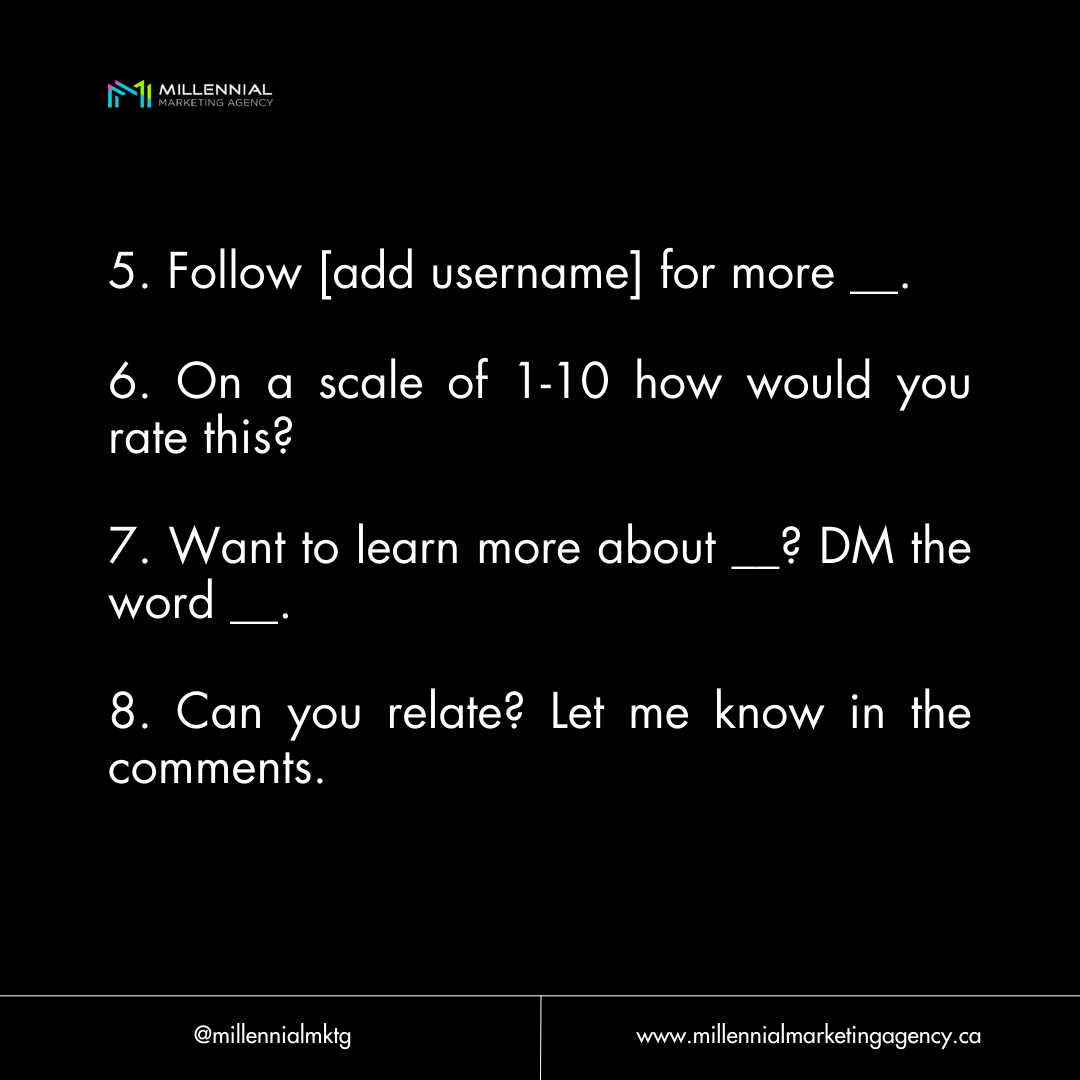 MILLENNIAL
MARKETING AGENCY
5. Follow [add username] for more __.
6. On a scale of 1-10 how would you
rate this?
7. Want to learn more about __? DM the
word __.
8. Can you relate? Let me know in the
comments.
@millennialmktg
www.millennialmarketingagency.ca